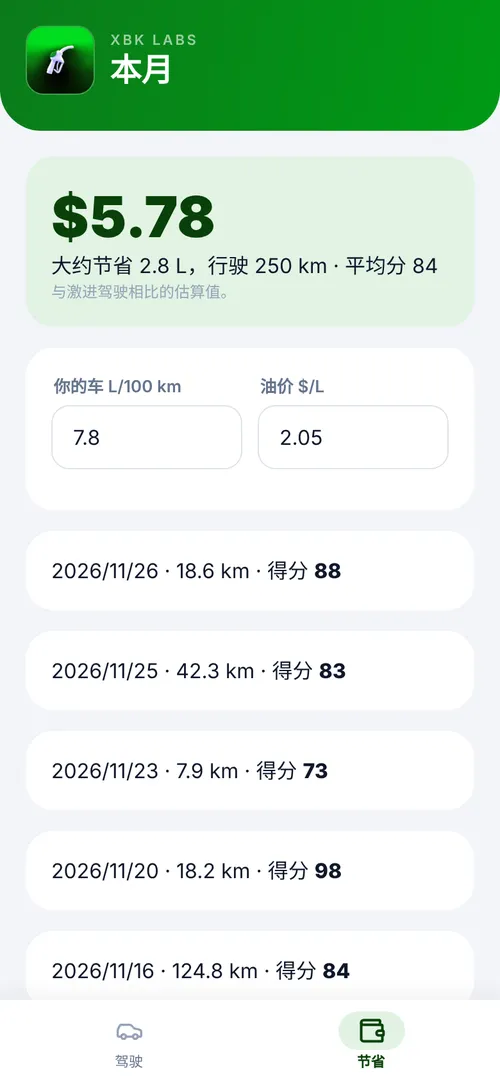 XBK LABS
本月
$5.78
大约节省 2.8 L，行驶 250 km · 平均分 84
与激进驾驶相比的估算值。
你的车 L/100 km 油价 $/L
7.8 2.05
2026/11/26 · 18.6 km · 得分 88
2026/11/25 · 42.3 km · 得分 83
2026/11/23 · 7.9 km · 得分 73
2026/11/20 · 18.2 km · 得分 98
2026/11/16 · 124.8 km · 得分 84
驾驶 节省